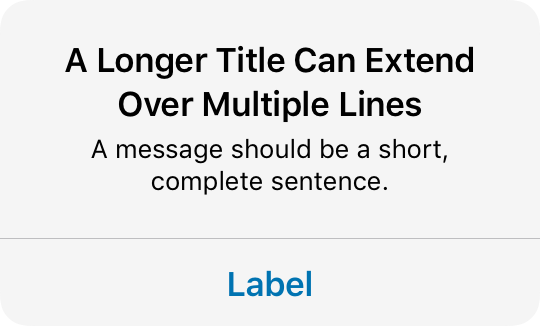 A Longer Title Can Extend
Over Multiple Lines
A message should be a short,
complete sentence.
Label